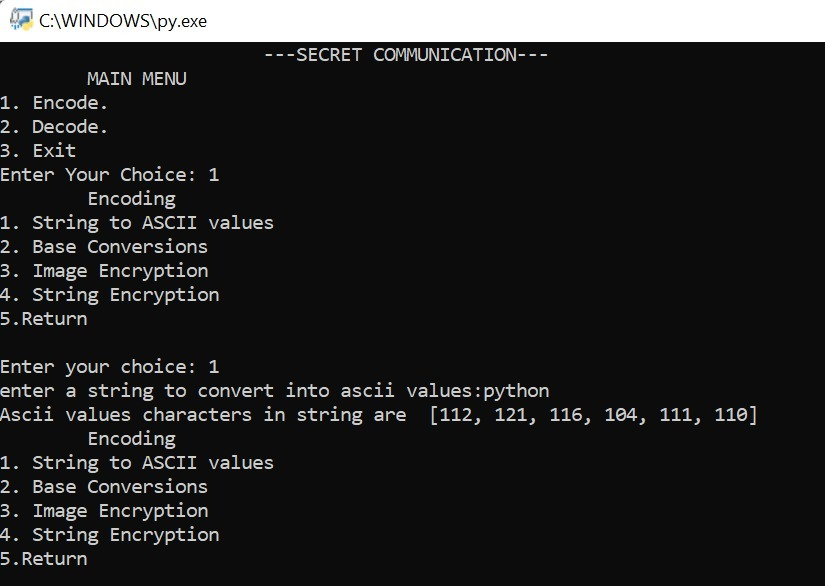 C:\WINDOWS\py.exe
---SECRET COMMUNICATION---
MAIN MENU
1. Encode.
2. Decode.
3. Exit
Enter Your Choice: 1
Encoding
1. String to ASCII values
2. Base Conversions
3. Image Encryption
4. String Encryption
5.Return

Enter your choice: 1
enter a string to convert into ascii values:python
Ascii values characters in string are  [112, 121, 116, 104, 111, 110]
Encoding
1. String to ASCII values
2. Base Conversions
3. Image Encryption
4. String Encryption
5.Return